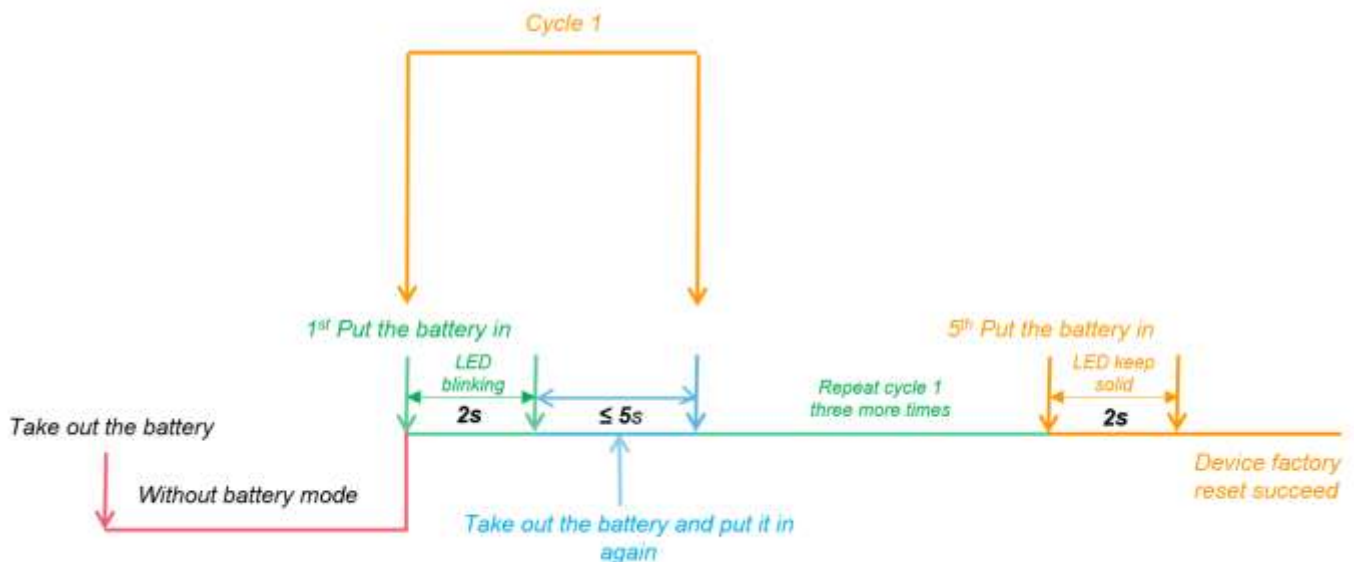 Cycle 1
1st Put the battery in
5th Put the battery in
LED
blinking
LED keep
solid
Repeat cycle 1
three more times
2s
≤ 5s
2s
Take out the battery
Without battery mode
Device factory
reset succeed
Take out the battery and put it in
again